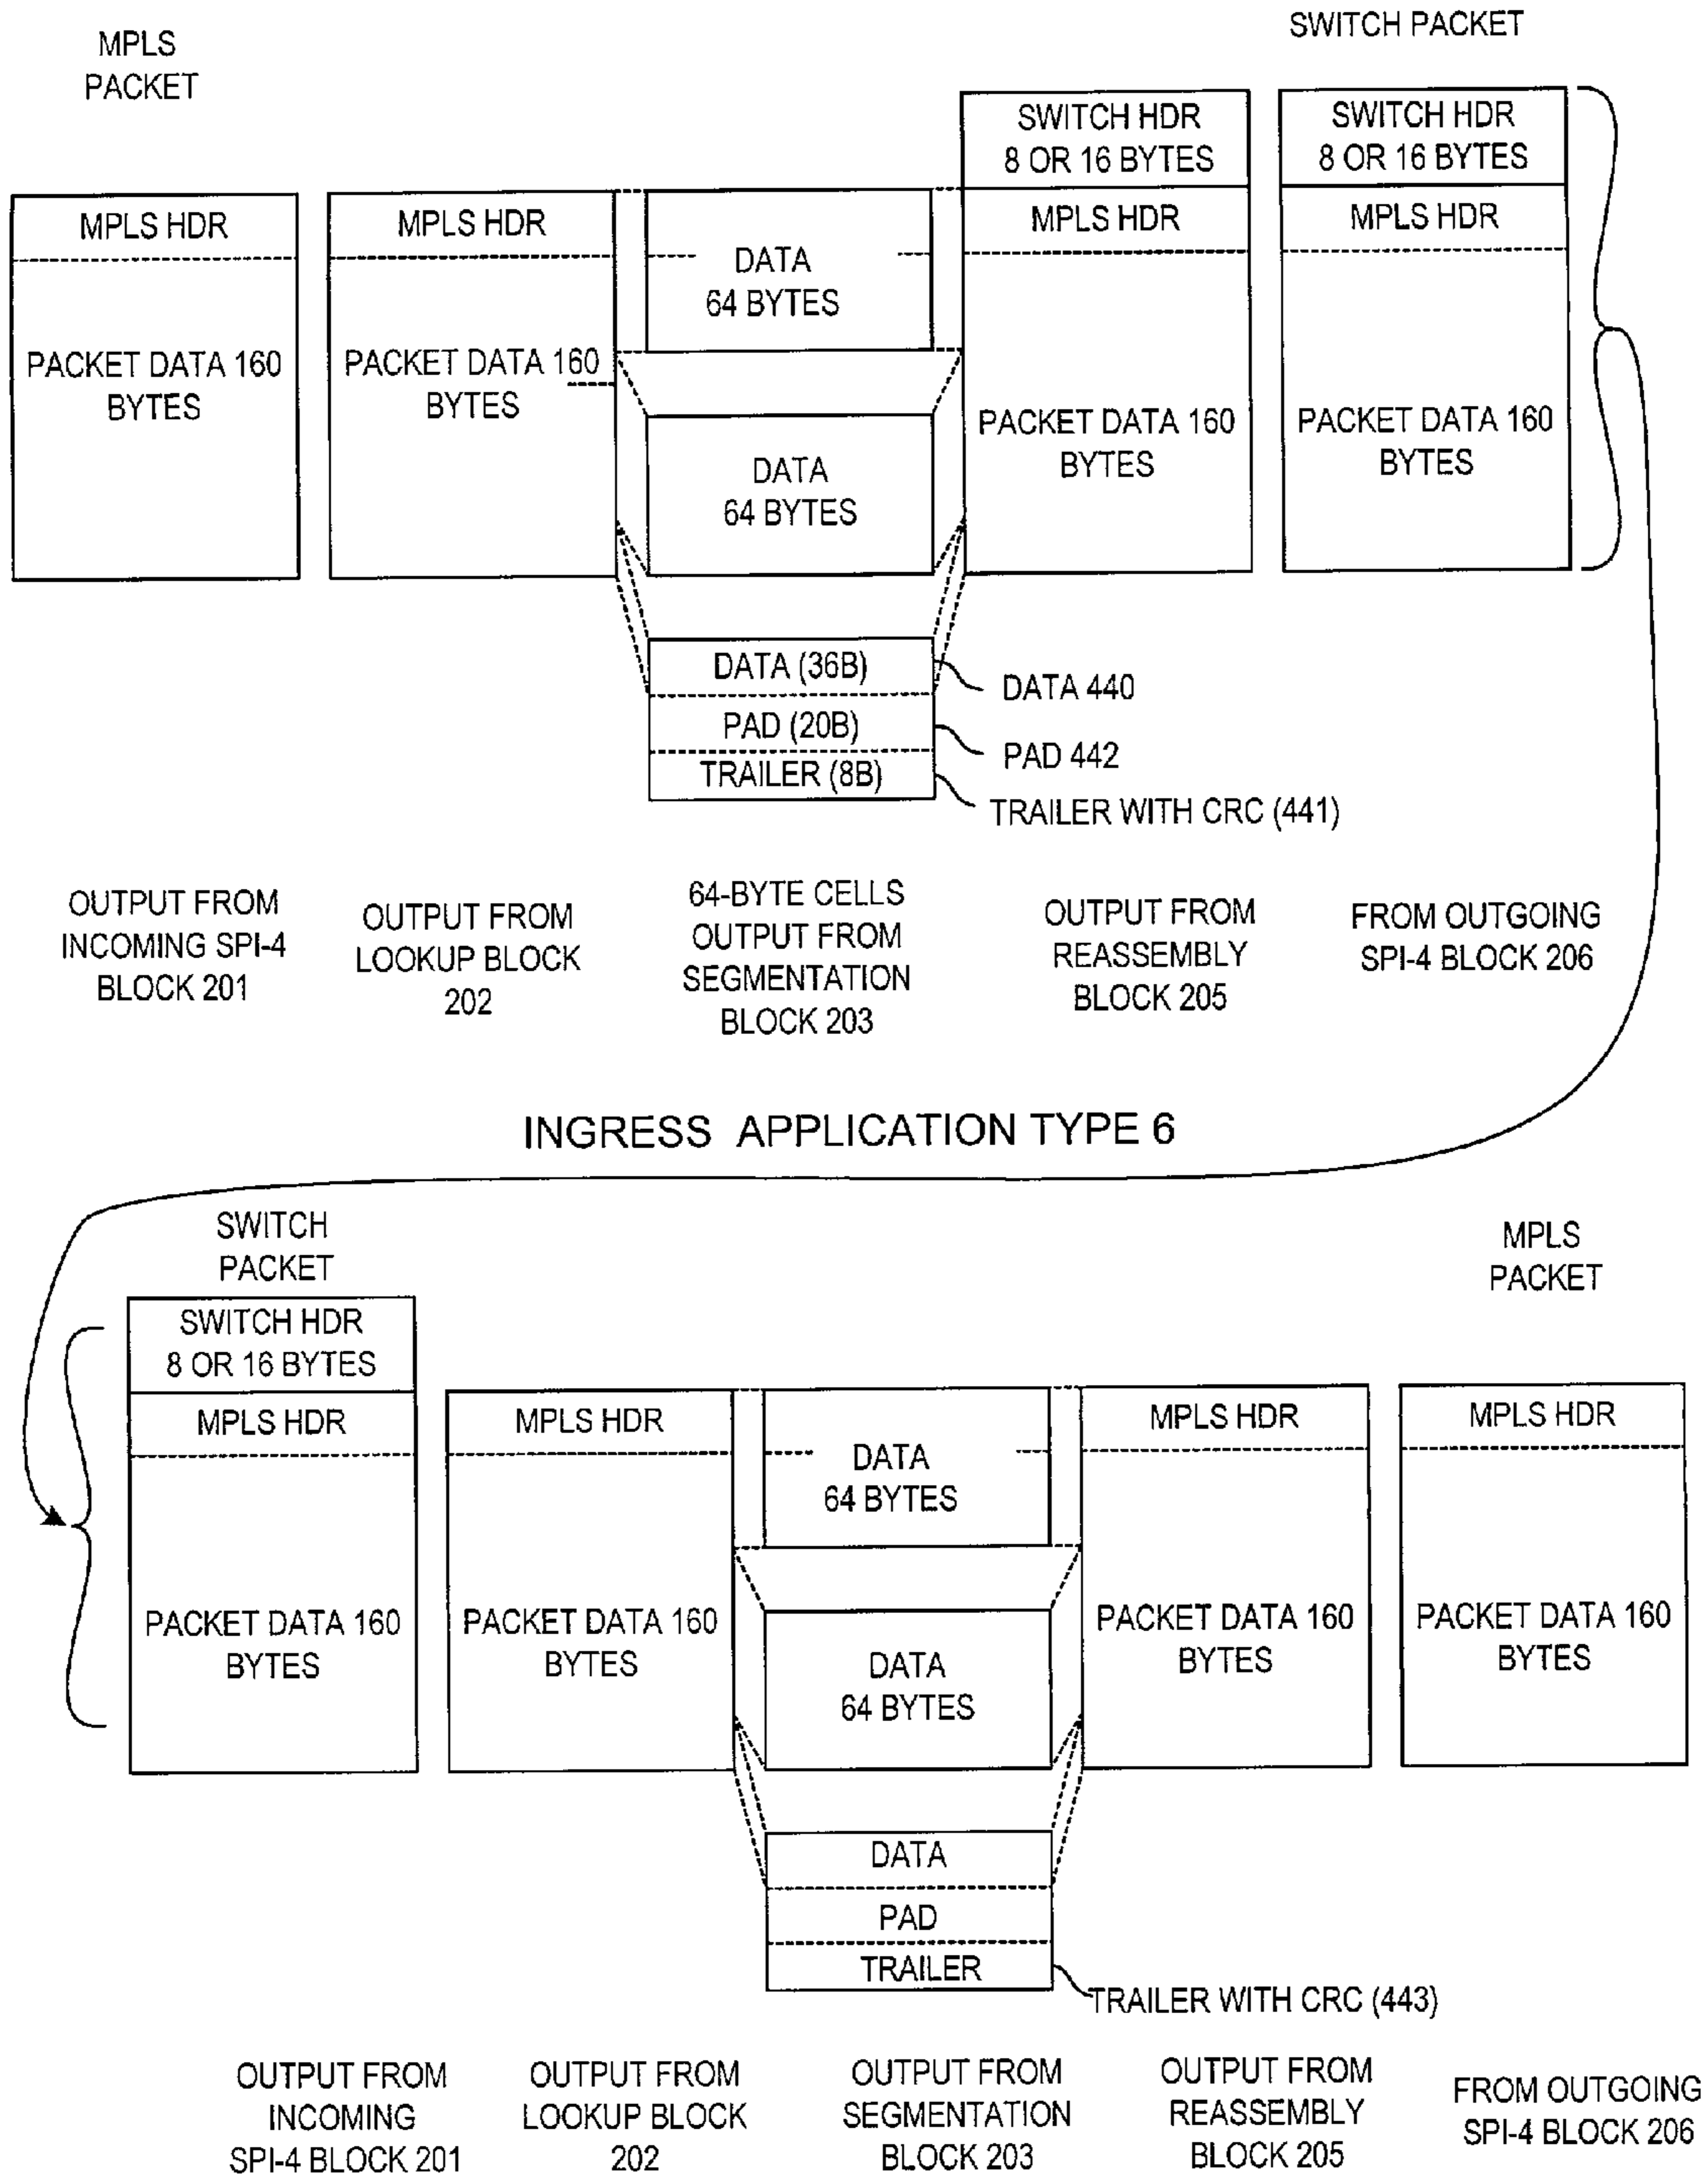 MPLS
PACKET
SWITCH PACKET
MPLS HDR
PACKET DATA 160
BYTES
MPLS HDR
PACKET DATA 160
BYTES
DATA
64 BYTES
DATA
64 BYTES
DATA (36B)
PAD (20B)
TRAILER (8B)
DATA 440
PAD 442
TRAILER WITH CRC (441)
SWITCH HDR
8 OR 16 BYTES
MPLS HDR
PACKET DATA 160
BYTES
SWITCH HDR
8 OR 16 BYTES
MPLS HDR
PACKET DATA 160
BYTES
OUTPUT FROM
INCOMING SPI-4
BLOCK 201
OUTPUT FROM
LOOKUP BLOCK
202
64-BYTE CELLS
OUTPUT FROM
SEGMENTATION
BLOCK 203
OUTPUT FROM
REASSEMBLY
BLOCK 205
FROM OUTGOING
SPI-4 BLOCK 206
INGRESS APPLICATION TYPE 6
SWITCH
PACKET
MPLS
PACKET
SWITCH HDR
8 OR 16 BYTES
MPLS HDR
PACKET DATA 160
BYTES
MPLS HDR
PACKET DATA 160
BYTES
DATA
64 BYTES
DATA
64 BYTES
DATA
PAD
TRAILER
TRAILER WITH CRC (443)
MPLS HDR
PACKET DATA 160
BYTES
MPLS HDR
PACKET DATA 160
BYTES
OUTPUT FROM
INCOMING
SPI-4 BLOCK 201
OUTPUT FROM
LOOKUP BLOCK
202
OUTPUT FROM
SEGMENTATION
BLOCK 203
OUTPUT FROM
REASSEMBLY
BLOCK 205
FROM OUTGOING
SPI-4 BLOCK 206